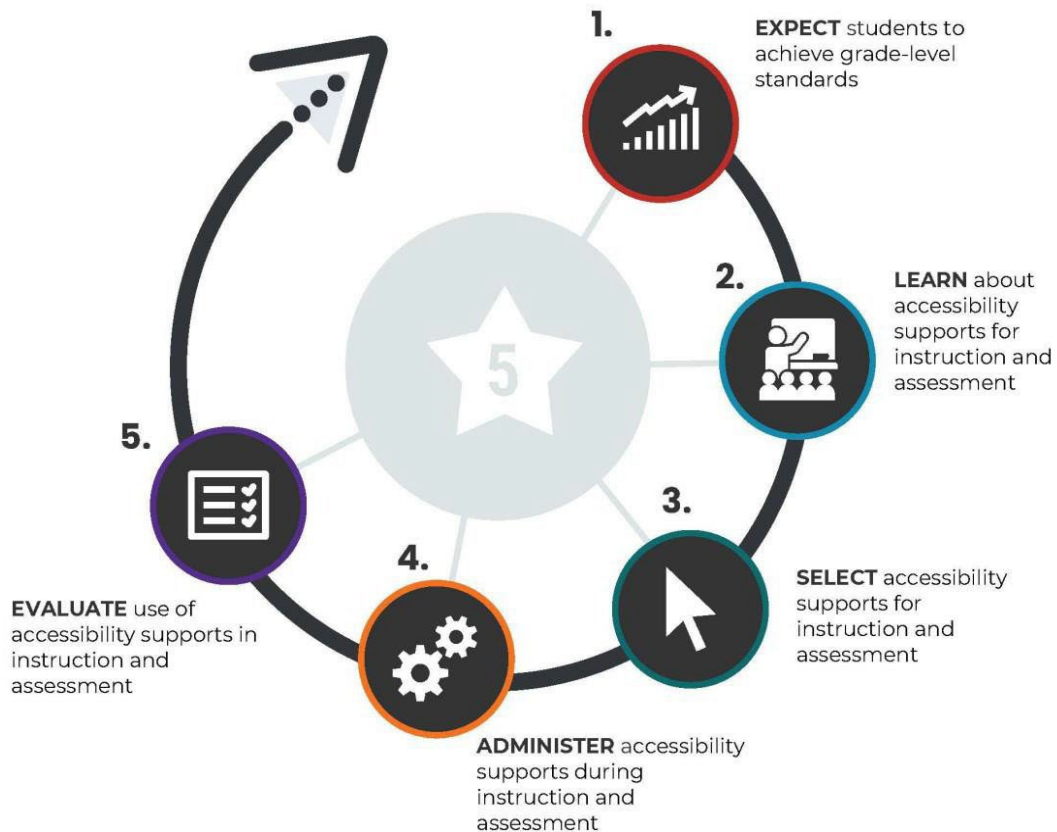 1.
EXPECT students to
achieve grade-level
standards
2.
LEARN about
accessibility
supports for
instruction and
assessment
3.
SELECT accessibility
supports for
instruction and
assessment
4.
ADMINISTER accessibility
supports during
instruction and
assessment
5.
EVALUATE use of
accessibility supports in
instruction and
assessment
5